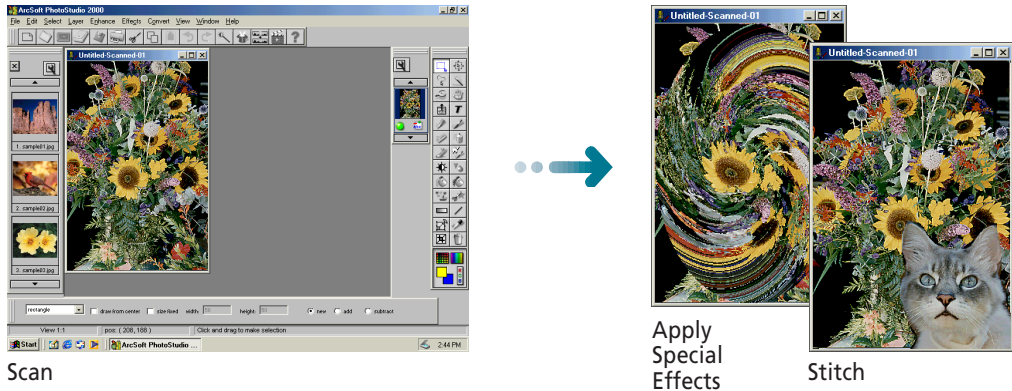 ArcSoft PhotoStudio 2000
File Edit Select Layer Enhance Effects Convert View Window Help
Untitled-Scanned-01
1. sample01.jpg
2. sample02.jpg
3. sample03.jpg
rectangle draw from center size fixed width: height: new add subtract
View 1:1 pos: ( 208, 188 ) Click and drag to make selection
Start ArcSoft PhotoStudio ... 2:44 PM
Scan
Untitled-Scanned-01
Untitled-Scanned-01
Apply
Special
Effects
Stitch